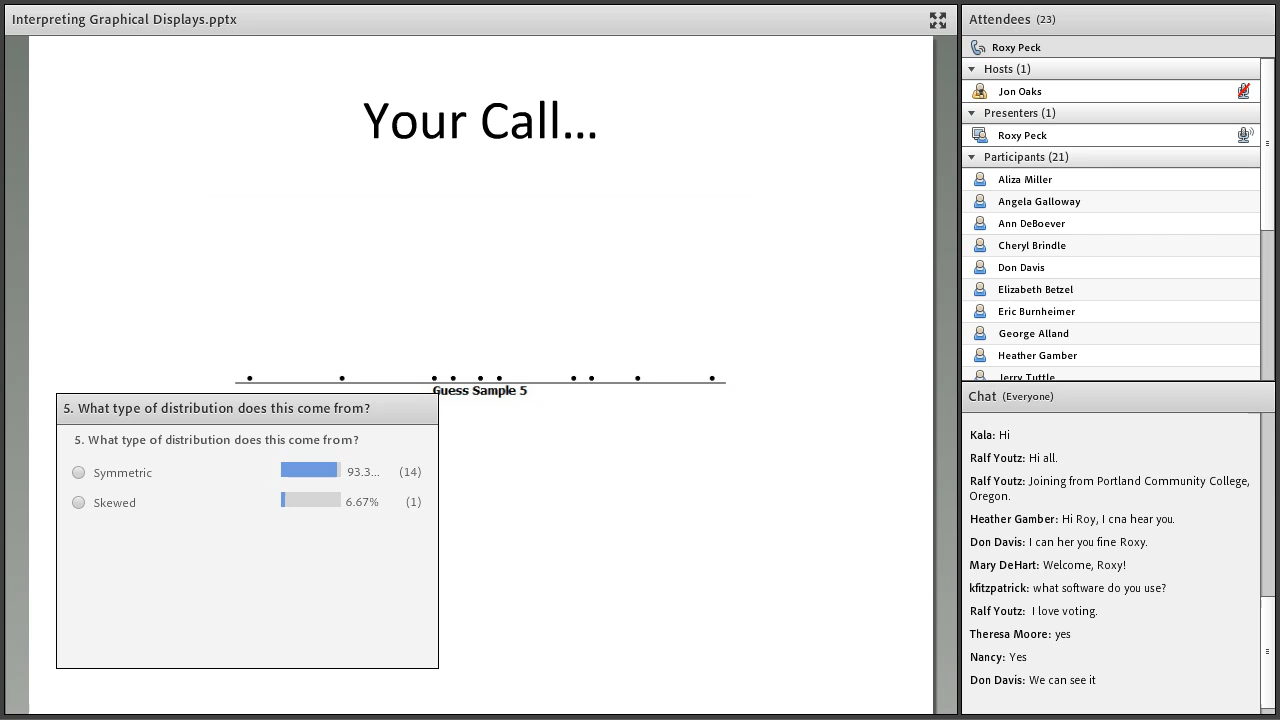 Interpreting Graphical Displays.pptx
Your Call...
Guess Sample 5
5. What type of distribution does this come from?
5. What type of distribution does this come from?
Symmetric 93.3... (14)
Skewed 6.67% (1)
Attendees (23)
Roxy Peck
Hosts (1)
Jon Oaks
Presenters (1)
Roxy Peck
Participants (21)
Aliza Miller
Angela Galloway
Ann DeBoever
Cheryl Brindle
Don Davis
Elizabeth Betzel
Eric Burnheimer
George Alland
Heather Gamber
Jerry Tuttle
Chat (Everyone)
Kala: Hi
Ralf Youtz: Hi all.
Ralf Youtz: Joining from Portland Community College,
Oregon.
Heather Gamber: Hi Roy, I cna hear you.
Don Davis: I can her you fine Roxy.
Mary DeHart: Welcome, Roxy!
kfitzpatrick: what software do you use?
Ralf Youtz: I love voting.
Theresa Moore: yes
Nancy: Yes
Don Davis: We can see it